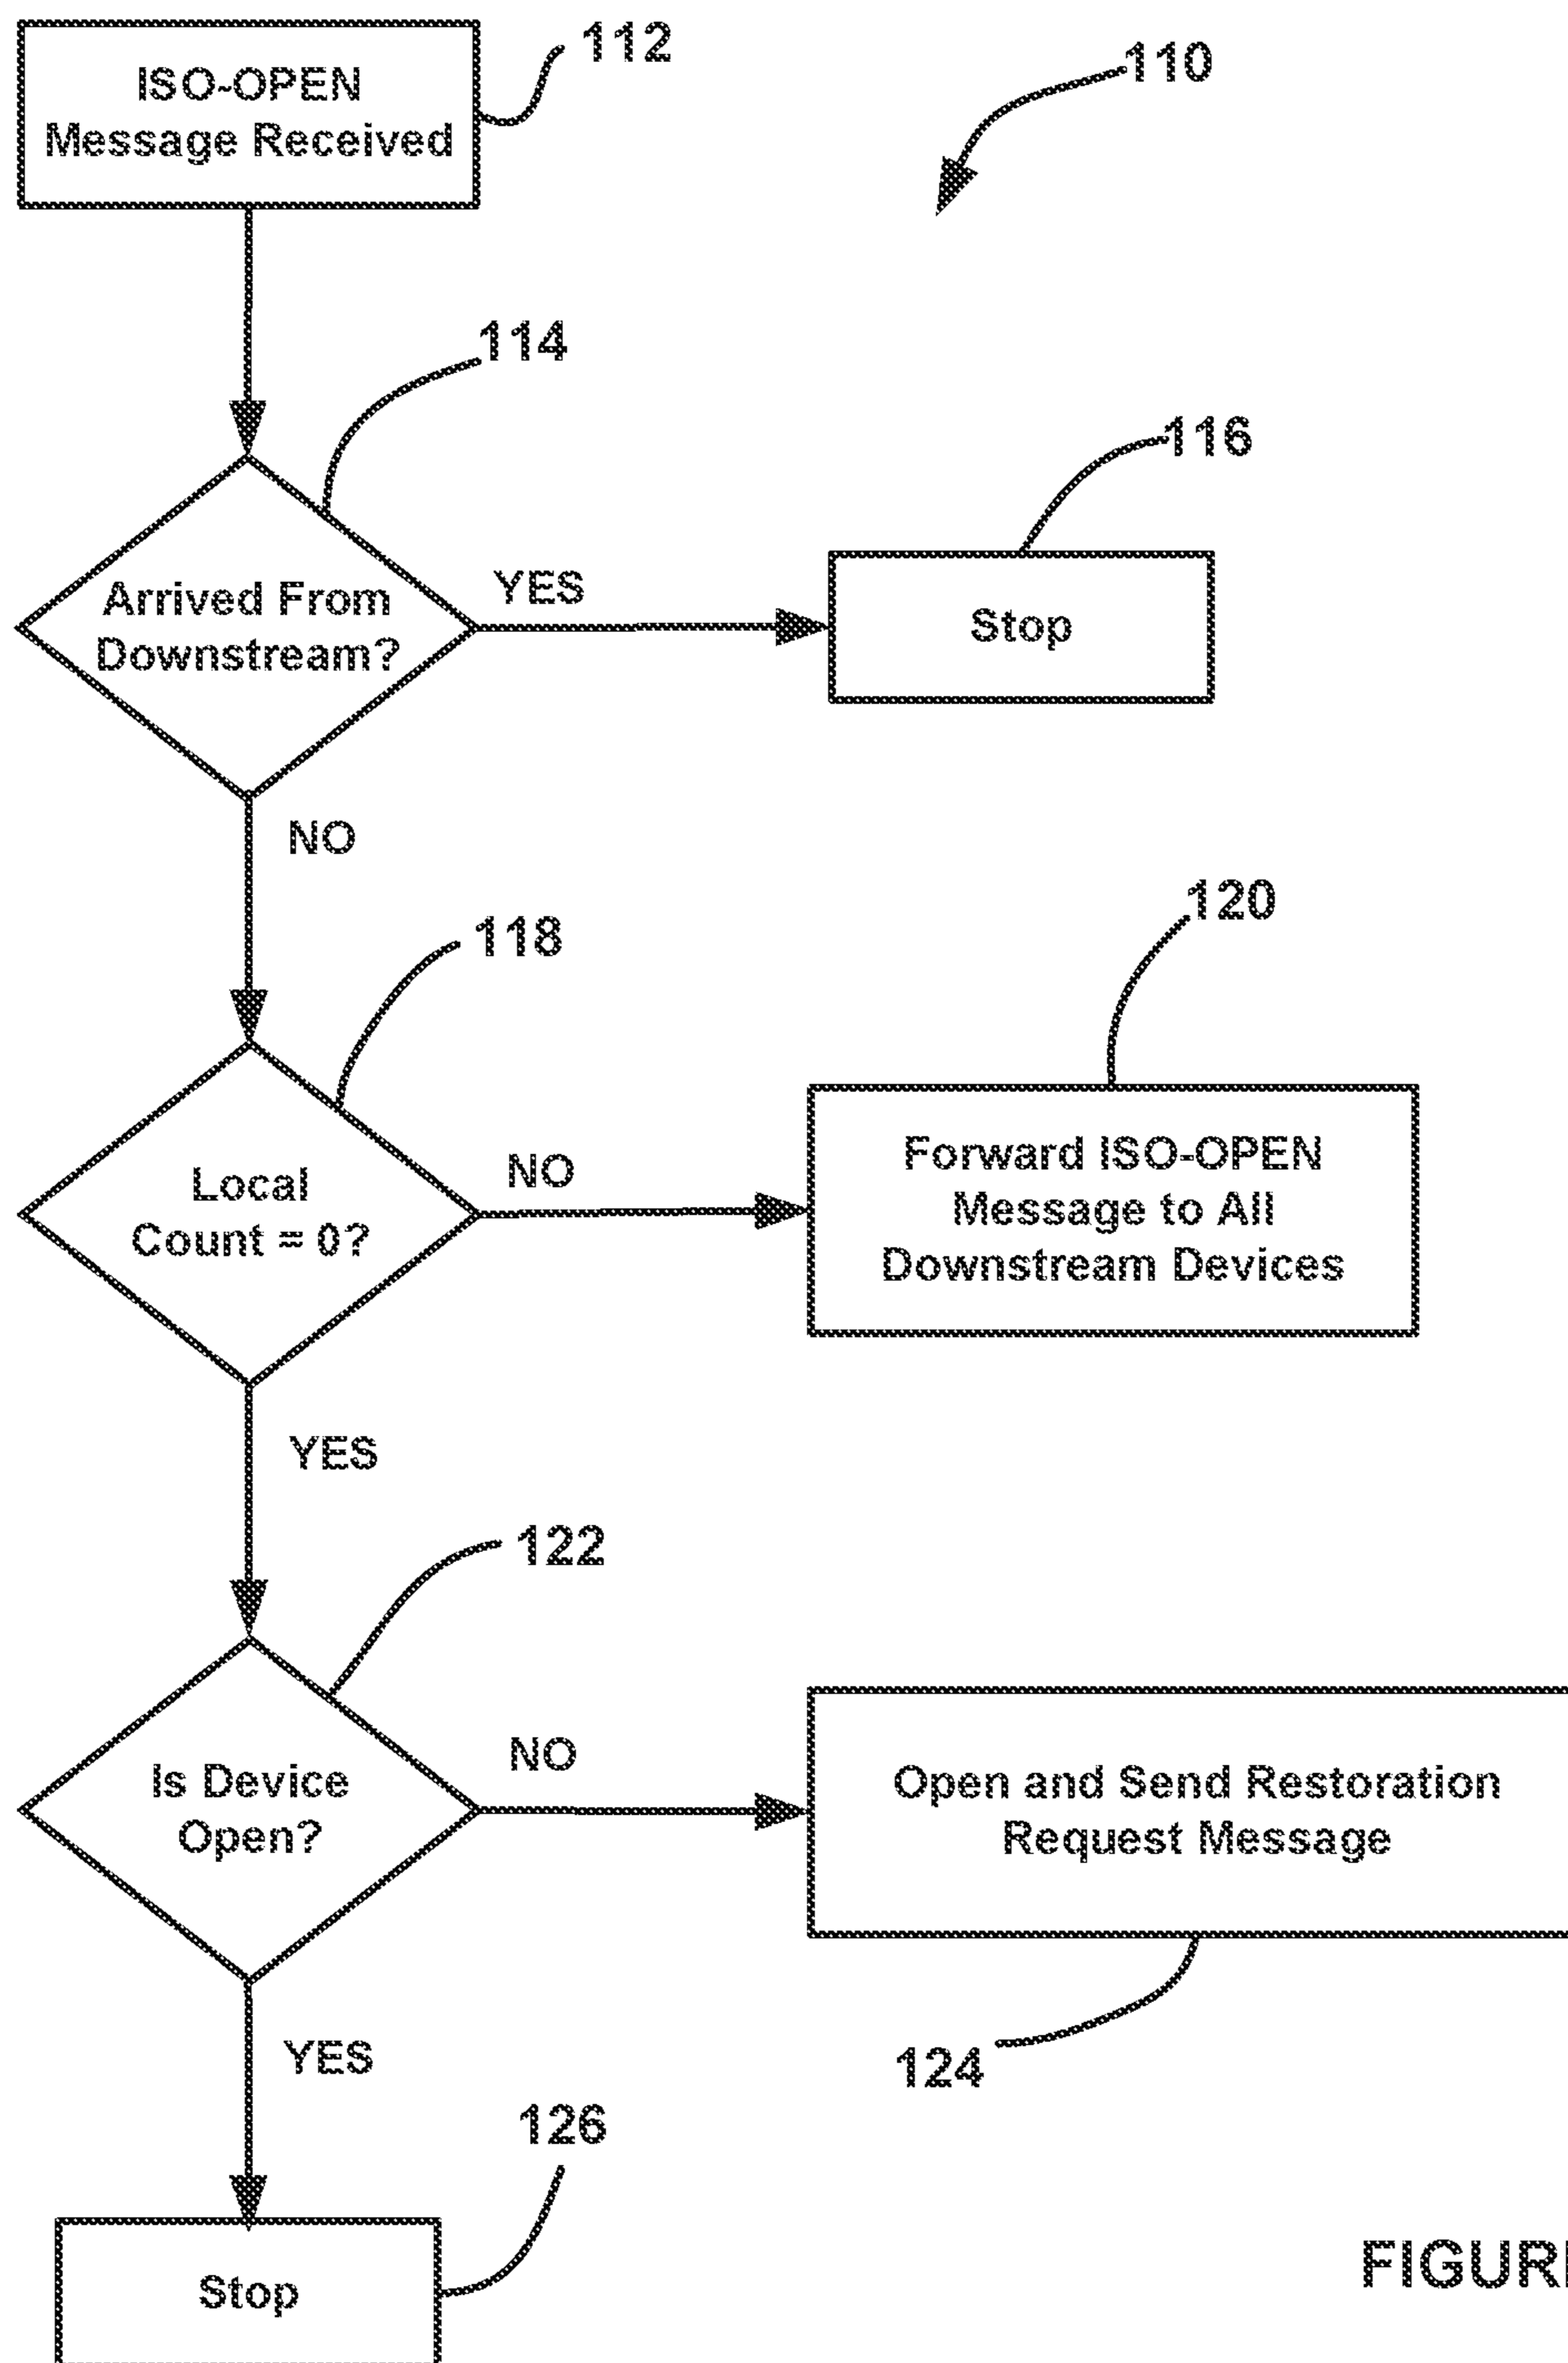 112
110
ISO-OPEN
Message Received
114
116
Arrived From
Downstream?
YES
Stop
NO
118
120
Local
Count = 0?
NO
Forward ISO-OPEN
Message to All
Downstream Devices
YES
122
Is Device
Open?
NO
Open and Send Restoration
Request Message
YES
124
126
Stop